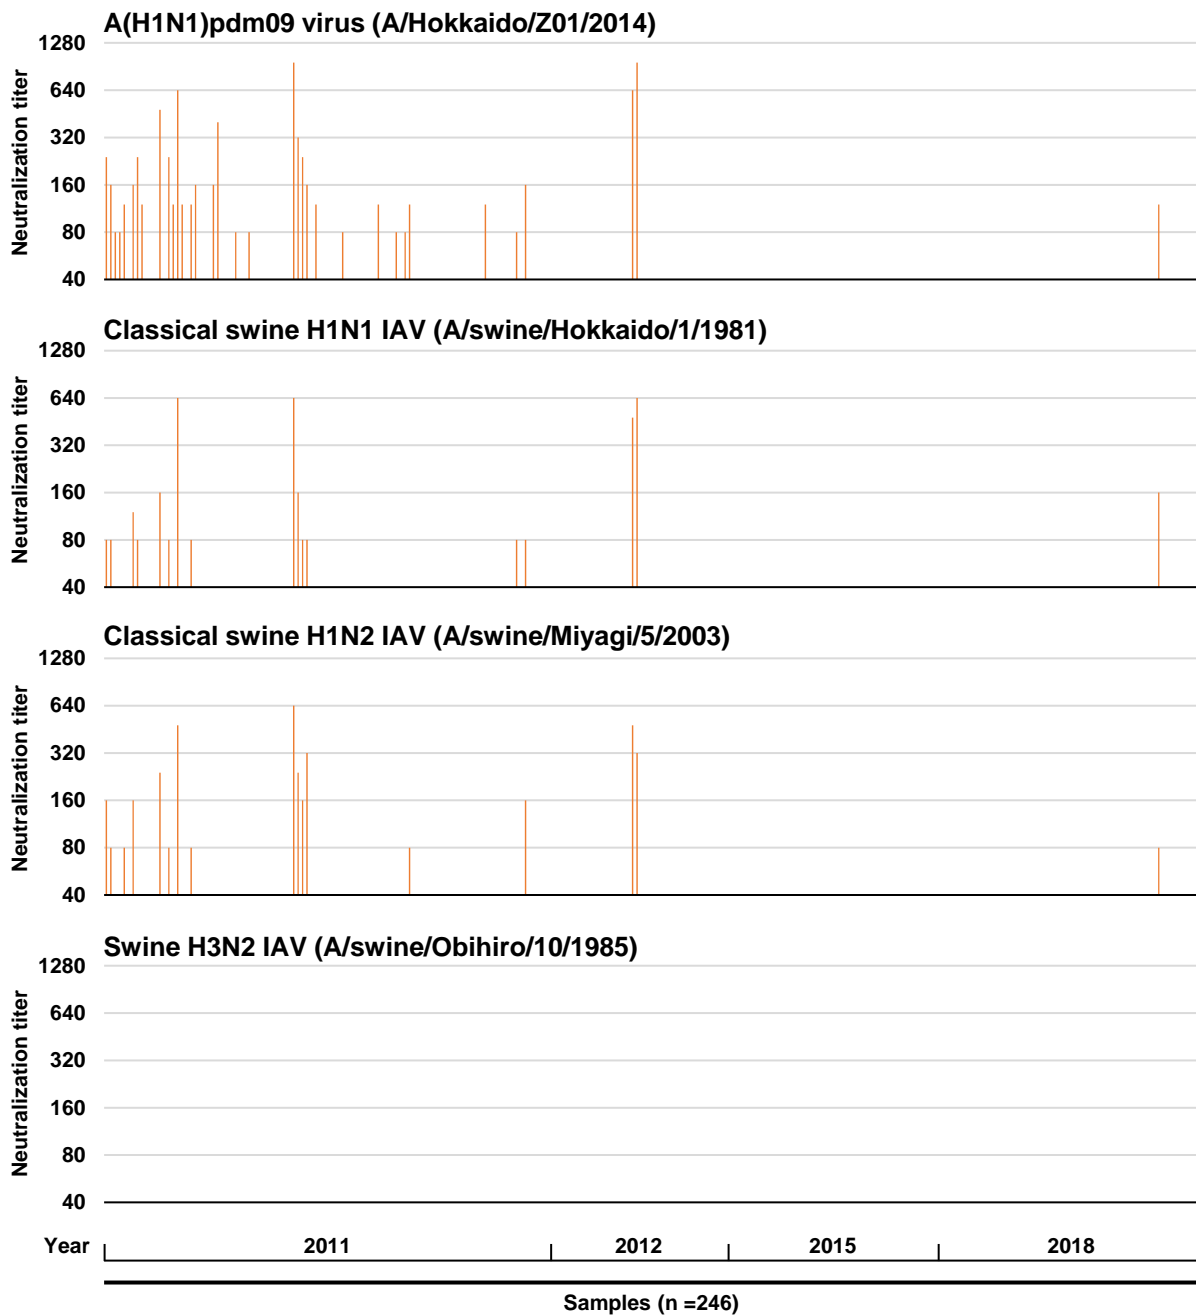 A(H1N1)pdm09 virus (A/Hokkaido/Z01/2014)
Neutralization titer
1280
640
320
160
80
40
Classical swine H1N1 IAV (A/swine/Hokkaido/1/1981)
Neutralization titer
1280
640
320
160
80
40
Classical swine H1N2 IAV (A/swine/Miyagi/5/2003)
Neutralization titer
1280
640
320
160
80
40
Swine H3N2 IAV (A/swine/Obihiro/10/1985)
Neutralization titer
1280
640
320
160
80
40
Year 2011 2012 2015 2018
Samples (n =246)